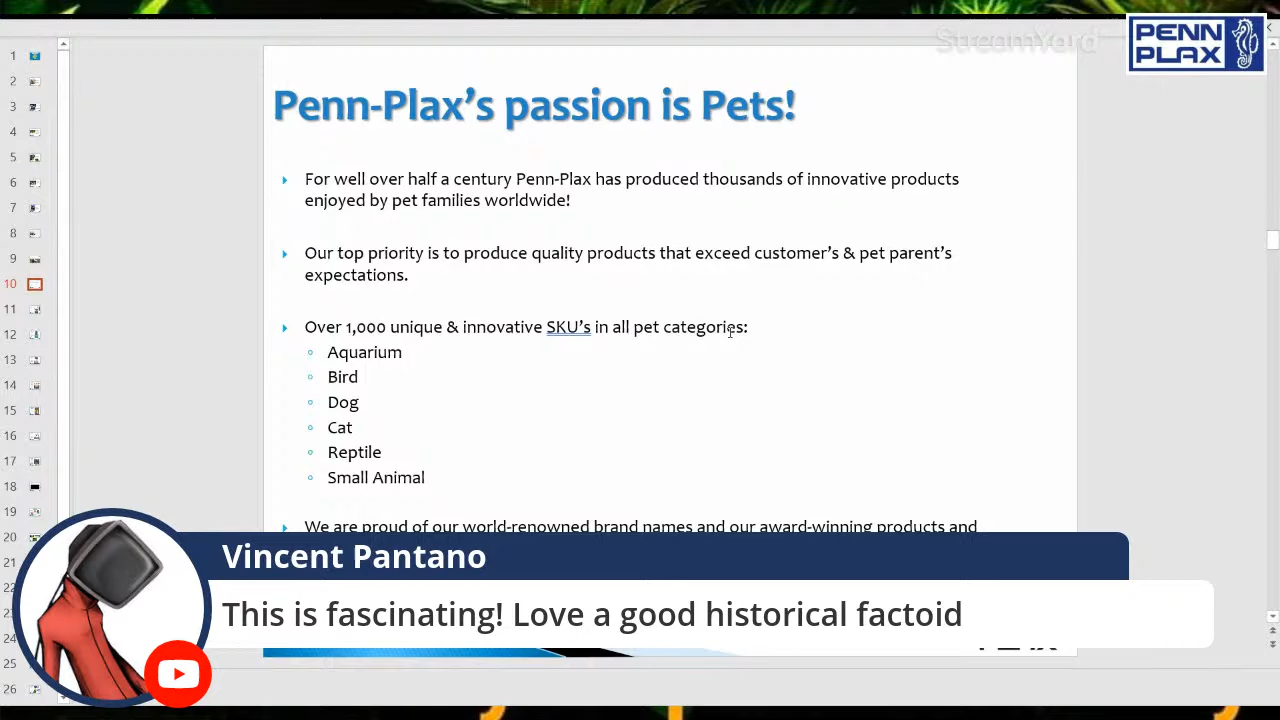 StreamYard
PENN
PLAX
Penn-Plax's passion is Pets!
For well over half a century Penn-Plax has produced thousands of innovative products
enjoyed by pet families worldwide!
Our top priority is to produce quality products that exceed customer's & pet parent's
expectations.
Over 1,000 unique & innovative SKU's in all pet categories:
Aquarium
Bird
Dog
Cat
Reptile
Small Animal
We are proud of our world-renowned brand names and our award-winning products and
Vincent Pantano
This is fascinating! Love a good historical factoid
1
2
3
4
5
6
7
8
9
10
11
12
13
14
15
16
17
18
19
20
21
22
23
24
25
26